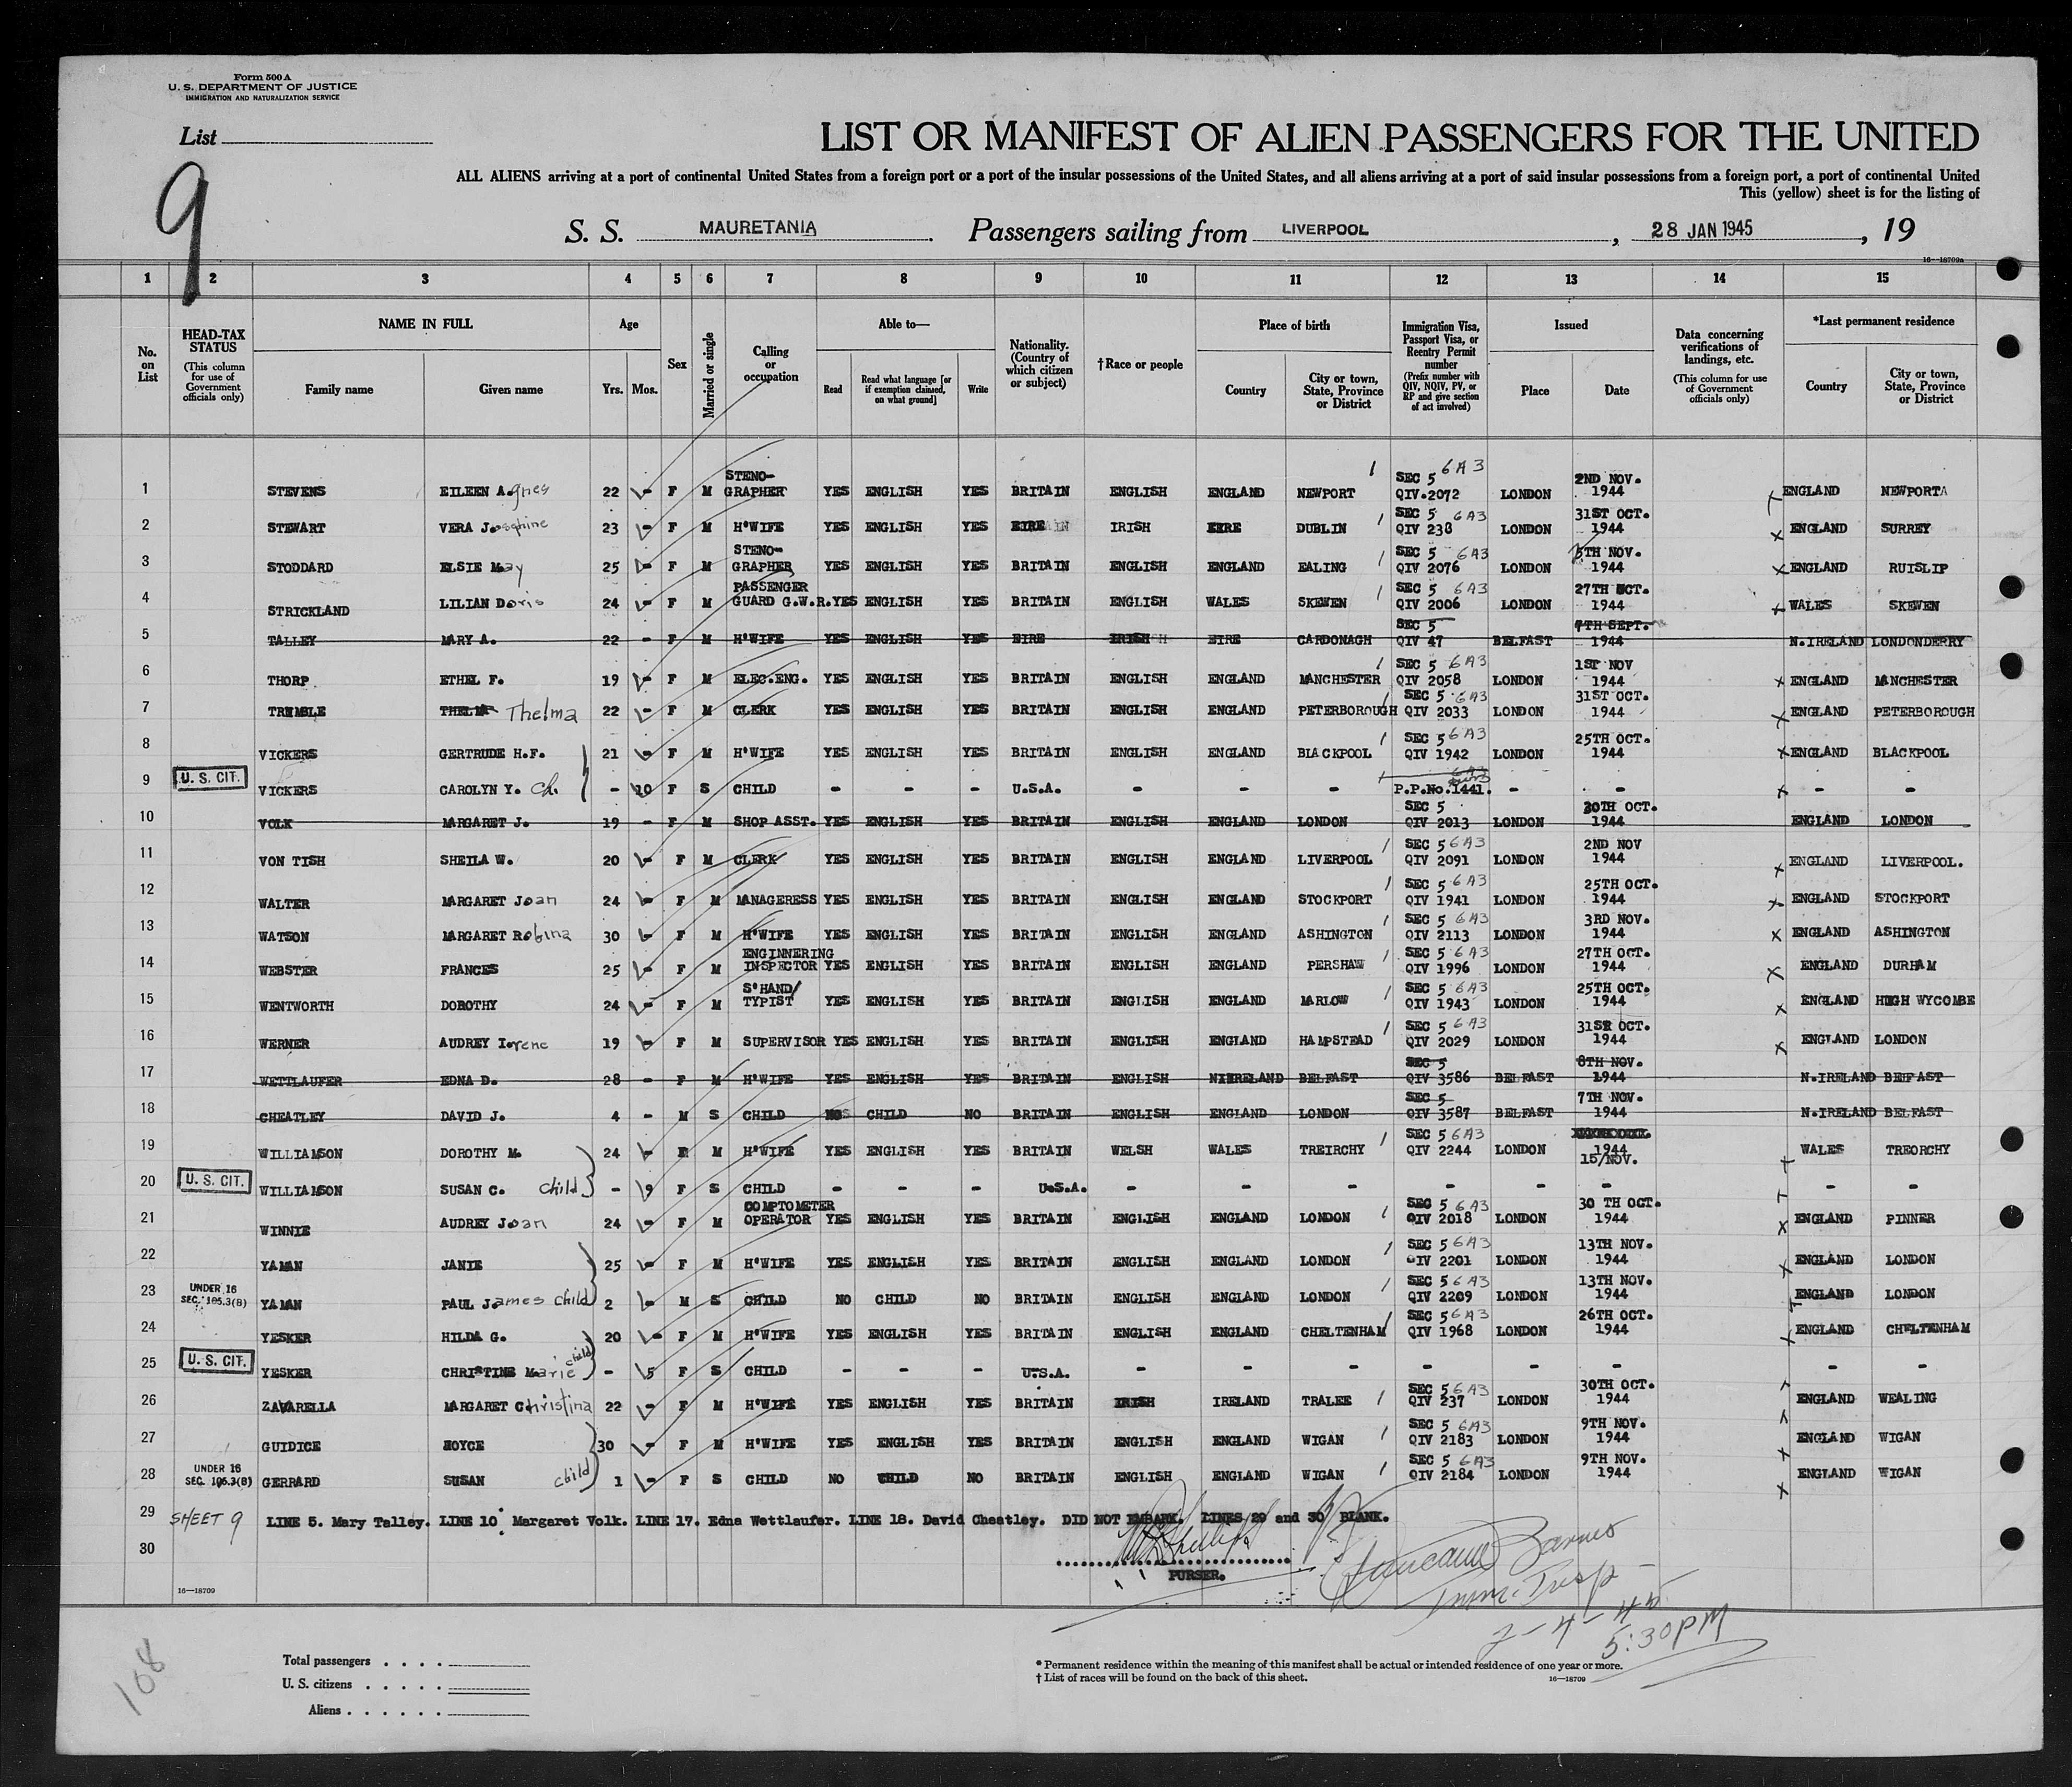 Form 500 A
U. S. DEPARTMENT OF JUSTICE
IMMIGRATION AND NATURALIZATION SERVICE
List
9
LIST OR MANIFEST OF ALIEN PASSENGERS FOR THE UNITED
ALL ALIENS arriving at a port of continental United States from a foreign port or a port of the insular possessions of the United States, and all aliens arriving at a port of said insular possessions from a foreign port, a port of continental United
This (yellow) sheet is for the listing of
S. S. MAURETANIA. Passengers sailing from LIVERPOOL, 28 JAN 1945, 19
16—18709a
1 2 3 4 5 6 7 8 9 10 11 12 13 14 15
No. on List
HEAD-TAX STATUS (This column for use of Government officials only)
NAME IN FULL
Family name Given name
Age
Yrs. Mos.
Sex
Married or single
Calling or occupation
Able to—
Read Read what language [or if exemption claimed, on what ground] Write
Nationality. (Country of which citizen or subject)
†Race or people
Place of birth
Country City or town, State, Province or District
Immigration Visa, Passport Visa, or Reentry Permit number (Prefix number with QIV, NQIV, PV, or RP and give section of act involved)
Issued
Place Date
Data concerning verifications of landings, etc. (This column for use of Government officials only)
*Last permanent residence
Country City or town, State, Province or District
1 STEVENS EILEEN Agnes 22 - F M STENO-GRAPHER YES ENGLISH YES BRITAIN ENGLISH ENGLAND NEWPORT SEC 5 6A3 QIV.2072 LONDON 2ND NOV. 1944 ENGLAND NEWPORT
2 STEWART VERA Josephine 23 - F M H'WIFE YES ENGLISH YES EIRE IRISH EIRE DUBLIN SEC 5 6A3 QIV 238 LONDON 31ST OCT. 1944 ENGLAND SURREY
3 STODDARD ELSIE May 25 - F M STENO-GRAPHER YES ENGLISH YES BRITAIN ENGLISH ENGLAND EALING SEC 5 6A3 QIV 2076 LONDON 5TH NOV. 1944 ENGLAND RUISLIP
4 STRICKLAND LILIAN Doris 24 - F M PASSENGER GUARD G.W.R. YES ENGLISH YES BRITAIN ENGLISH WALES SKEWEN SEC 5 6A3 QIV 2006 LONDON 27TH OCT. 1944 WALES SKEWEN
5 TALLEY MARY A. 22 - F M H'WIFE YES ENGLISH YES EIRE IRISH EIRE CARDONAGH SEC 5 QIV 47 BELFAST 7TH SEPT. 1944 N.IRELAND LONDONDERRY
6 THORP ETHEL F. 19 - F M ELEC.ENG. YES ENGLISH YES BRITAIN ENGLISH ENGLAND MANCHESTER SEC 5 6A3 QIV 2058 LONDON 1ST NOV 1944 ENGLAND MANCHESTER
7 TRIMBLE THELMA Thelma 22 - F M CLERK YES ENGLISH YES BRITAIN ENGLISH ENGLAND PETERBOROUGH SEC 5 6A3 QIV 2033 LONDON 31ST OCT. 1944 ENGLAND PETERBOROUGH
8 VICKERS GERTRUDE H.F. 21 - F M H'WIFE YES ENGLISH YES BRITAIN ENGLISH ENGLAND BLACKPOOL SEC 5 6A3 QIV 1942 LONDON 25TH OCT. 1944 ENGLAND BLACKPOOL
9 U. S. CIT. VICKERS CAROLYN Y. Ch. - 10 F S CHILD - - - U.S.A. - - - P.P.No.1441. - - - -
10 VOLK MARGARET J. 19 - F M SHOP ASST. YES ENGLISH YES BRITAIN ENGLISH ENGLAND LONDON SEC 5 QIV 2013 LONDON 30TH OCT. 1944 ENGLAND LONDON
11 VON TISH SHEILA W. 20 - F M CLERK YES ENGLISH YES BRITAIN ENGLISH ENGLAND LIVERPOOL SEC 5 6A3 QIV 2091 LONDON 2ND NOV 1944 ENGLAND LIVERPOOL.
12 WALTER MARGARET Joan 24 - F M MANAGERESS YES ENGLISH YES BRITAIN ENGLISH ENGLAND STOCKPORT SEC 5 6A3 QIV 1941 LONDON 25TH OCT. 1944 ENGLAND STOCKPORT
13 WATSON MARGARET Robina 30 - F M H'WIFE YES ENGLISH YES BRITAIN ENGLISH ENGLAND ASHINGTON SEC 5 6A3 QIV 2113 LONDON 3RD NOV. 1944 ENGLAND ASHINGTON
14 WEBSTER FRANCES 25 - F M ENGINNERING INSPECTOR YES ENGLISH YES BRITAIN ENGLISH ENGLAND PERSHAW SEC 5 6A3 QIV 1996 LONDON 27TH OCT. 1944 ENGLAND DURHAM
15 WENTWORTH DOROTHY 24 - F M S'HAND/TYPIST YES ENGLISH YES BRITAIN ENGLISH ENGLAND MARLOW SEC 5 6A3 QIV 1943 LONDON 25TH OCT. 1944 ENGLAND HIGH WYCOMBE
16 WERNER AUDREY Irene 19 - F M SUPERVISOR YES ENGLISH YES BRITAIN ENGLISH ENGLAND HAMPSTEAD SEC 5 6A3 QIV 2029 LONDON 31ST OCT. 1944 ENGLAND LONDON
17 WETTLAUFER EDNA D. 28 - F M H'WIFE YES ENGLISH YES BRITAIN ENGLISH N.IRELAND BELFAST SEC 5 QIV 3586 BELFAST 8TH NOV. 1944 N.IRELAND BELFAST
18 CHEATLEY DAVID J. 4 - M S CHILD NO CHILD NO BRITAIN ENGLISH ENGLAND LONDON SEC 5 QIV 3587 BELFAST 7TH NOV. 1944 N.IRELAND BELFAST
19 WILLIAMSON DOROTHY M. 24 - F M H'WIFE YES ENGLISH YES BRITAIN WELSH WALES TREIRCHY SEC 5 6A3 QIV 2244 LONDON 1944 15/NOV. WALES TREORCHY
20 U. S. CIT. WILLIAMSON SUSAN C. Child - 9 F S CHILD - - - U.S.A. - - - - - - - -
21 WINNIE AUDREY Joan 24 - F M COMPTOMETER OPERATOR YES ENGLISH YES BRITAIN ENGLISH ENGLAND LONDON SEC 5 6A3 QIV 2018 LONDON 30 TH OCT. 1944 ENGLAND PINNER
22 YAMAN JANIE 25 - F M H'WIFE YES ENGLISH YES BRITAIN ENGLISH ENGLAND LONDON SEC 5 6A3 QIV 2201 LONDON 13TH NOV. 1944 ENGLAND LONDON
23 UNDER 16 SEC. 105.3(B) YAMAN PAUL James Child 2 - M S CHILD NO CHILD NO BRITAIN ENGLISH ENGLAND LONDON SEC 5 6A3 QIV 2209 LONDON 13TH NOV. 1944 ENGLAND LONDON
24 YESKER HILDA G. 20 - F M H'WIFE YES ENGLISH YES BRITAIN ENGLISH ENGLAND CHELTENHAM SEC 5 6A3 QIV 1968 LONDON 26TH OCT. 1944 ENGLAND CHELTENHAM
25 U. S. CIT. YESKER CHRISTINE Marie child - 5 F S CHILD - - - U.S.A. - - - - - - - -
26 ZAVARELLA MARGARET Christina 22 - F M H'WIFE YES ENGLISH YES BRITAIN IRISH IRELAND TRALEE SEC 5 6A3 QIV 237 LONDON 30TH OCT. 1944 ENGLAND WEALING
27 GUIDICE JOYCE 30 - F M H'WIFE YES ENGLISH YES BRITAIN ENGLISH ENGLAND WIGAN SEC 5 6A3 QIV 2183 LONDON 9TH NOV. 1944 ENGLAND WIGAN
28 UNDER 16 SEC. 105.3(B) GERRARD SUSAN child 1 - F S CHILD NO CHILD NO BRITAIN ENGLISH ENGLAND WIGAN SEC 5 6A3 QIV 2184 LONDON 9TH NOV. 1944 ENGLAND WIGAN
29 SHEET 9 LINE 5. Mary Talley. LINE 10. Margaret Volk. LINE 17. Edna Wettlaufer. LINE 18. David Cheatley. DID NOT EMBARK. LINES 29 and 30 BLANK.
30
PURSER.
Barnes
Imm. Insp
2-4-45
5:30PM
16—18709
108
Total passengers . . . .
U. S. citizens . . . . .
Aliens . . . . . .
* Permanent residence within the meaning of this manifest shall be actual or intended residence of one year or more.
† List of races will be found on the back of this sheet.
16—18709